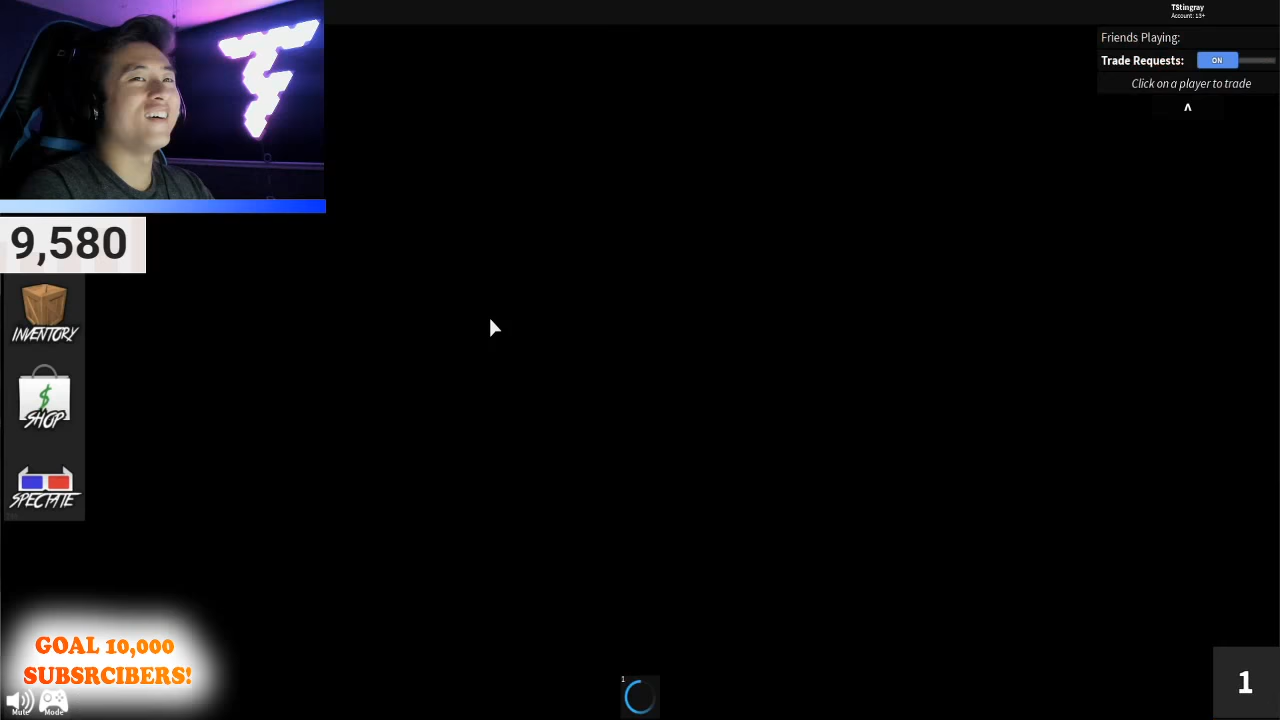 TStingray
Account: 13+
Friends Playing:
Trade Requests: ON
Click on a player to trade
9,580
INVENTORY
$
SHOP
SPECTATE
GOAL 10,000
SUBSRCIBERS!
Mute
Mode
1
1